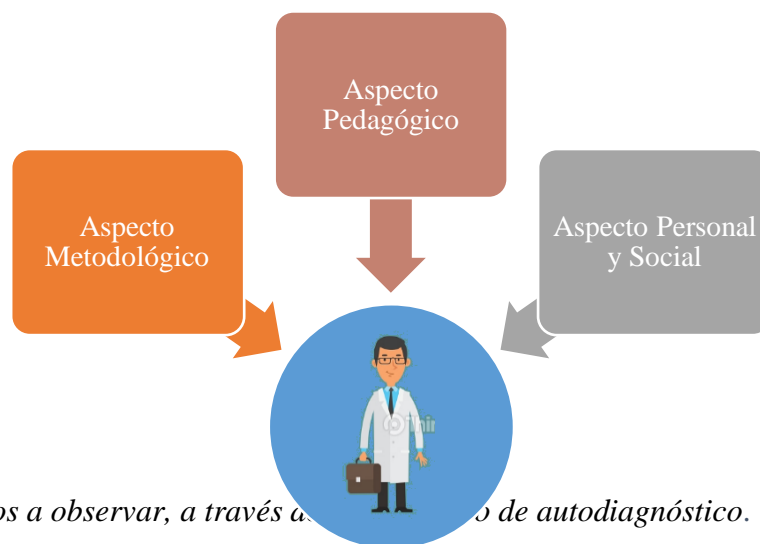 Aspecto
Pedagógico
Aspecto
Metodológico
Aspecto Personal
y Social
a observar, a través de autodiagnóstico.